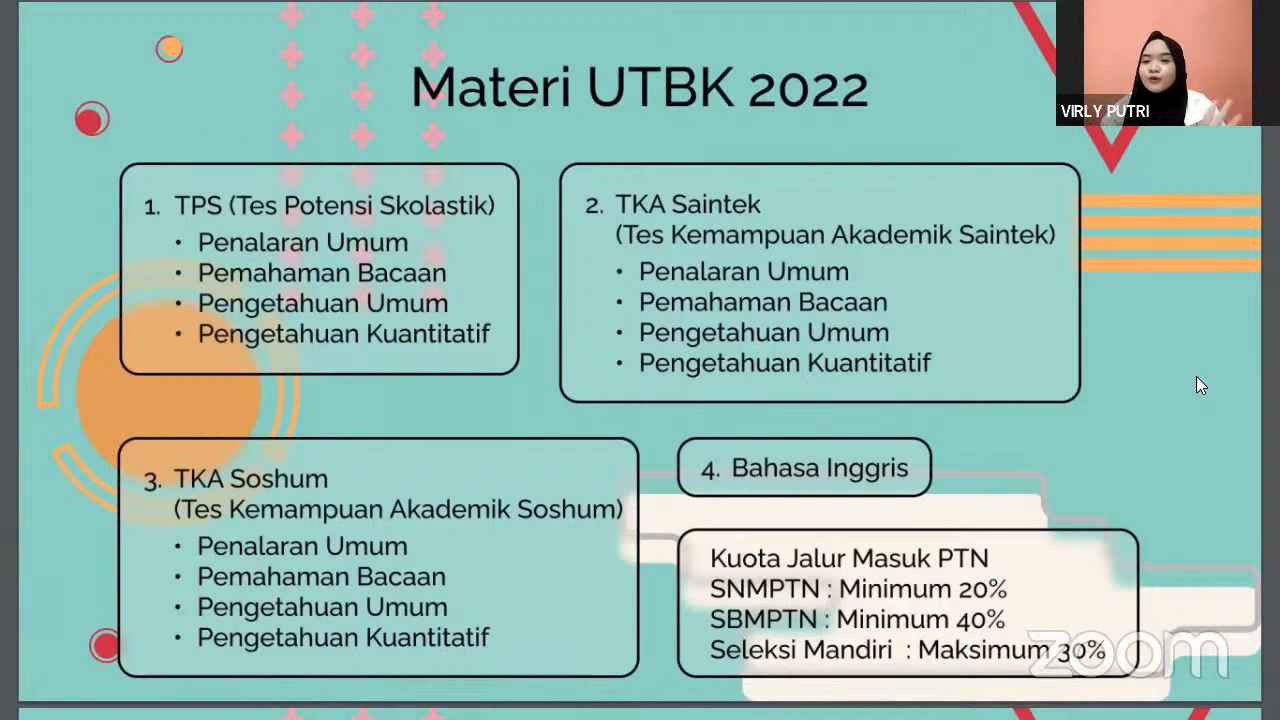 Materi UTBK 2022
VIRLY PUTRI
1. TPS (Tes Potensi Skolastik)
• Penalaran Umum
• Pemahaman Bacaan
• Pengetahuan Umum
• Pengetahuan Kuantitatif
2. TKA Saintek
(Tes Kemampuan Akademik Saintek)
• Penalaran Umum
• Pemahaman Bacaan
• Pengetahuan Umum
• Pengetahuan Kuantitatif
3. TKA Soshum
(Tes Kemampuan Akademik Soshum)
• Penalaran Umum
• Pemahaman Bacaan
• Pengetahuan Umum
• Pengetahuan Kuantitatif
4. Bahasa Inggris
Kuota Jalur Masuk PTN
SNMPTN : Minimum 20%
SBMPTN : Minimum 40%
Seleksi Mandiri : Maksimum 30%
zoom